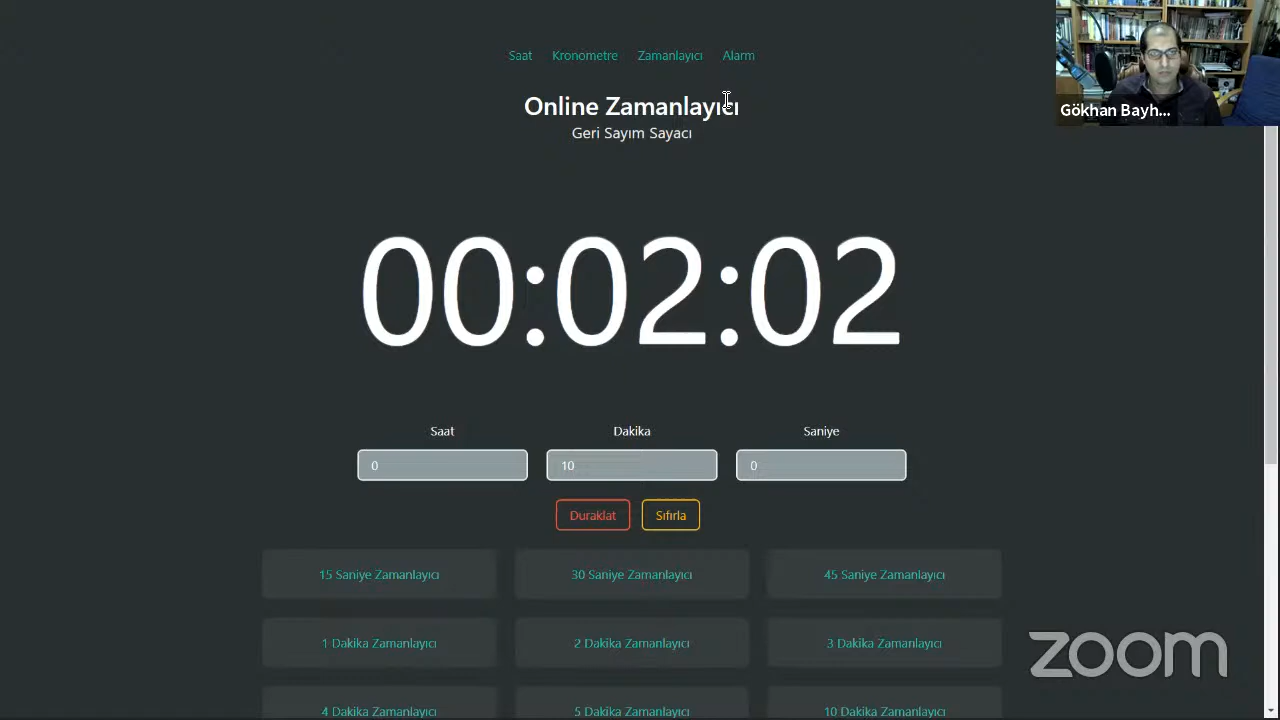 Saat Kronometre Zamanlayıcı Alarm
Gökhan Bayh...
Online Zamanlayıcı
Geri Sayım Sayacı
00:02:02
Saat Dakika Saniye
0 10 0
Duraklat Sıfırla
15 Saniye Zamanlayıcı 30 Saniye Zamanlayıcı 45 Saniye Zamanlayıcı
1 Dakika Zamanlayıcı 2 Dakika Zamanlayıcı 3 Dakika Zamanlayıcı
zoom
4 Dakika Zamanlayıcı 5 Dakika Zamanlayıcı 10 Dakika Zamanlayıcı